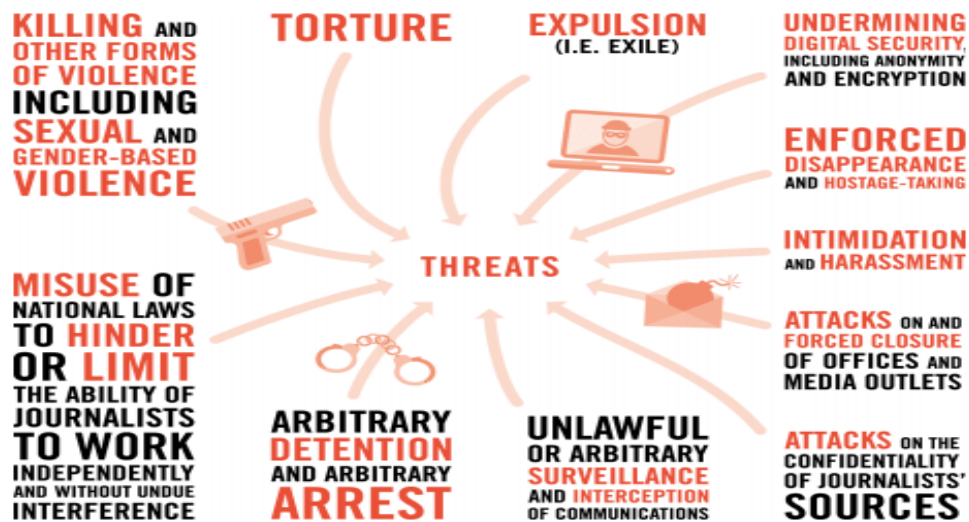 KILLING AND
OTHER FORMS
OF VIOLENCE
INCLUDING
SEXUAL AND
GENDER-BASED
VIOLENCE
TORTURE
EXPULSION
(I.E. EXILE)
UNDERMINING
DIGITAL SECURITY,
INCLUDING ANONYMITY
AND ENCRYPTION
ENFORCED
DISAPPEARANCE
AND HOSTAGE-TAKING
INTIMIDATION
AND HARASSMENT
THREATS
MISUSE OF
NATIONAL LAWS
TO HINDER
OR LIMIT
THE ABILITY OF
JOURNALISTS
TO WORK
INDEPENDENTLY
AND WITHOUT UNDUE
INTERFERENCE
ARBITRARY
DETENTION
AND ARBITRARY
ARREST
UNLAWFUL
OR ARBITRARY
SURVEILLANCE
AND INTERCEPTION
OF COMMUNICATIONS
ATTACKS ON AND
FORCED CLOSURE
OF OFFICES AND
MEDIA OUTLETS
ATTACKS ON THE
CONFIDENTIALITY
OF JOURNALISTS'
SOURCES